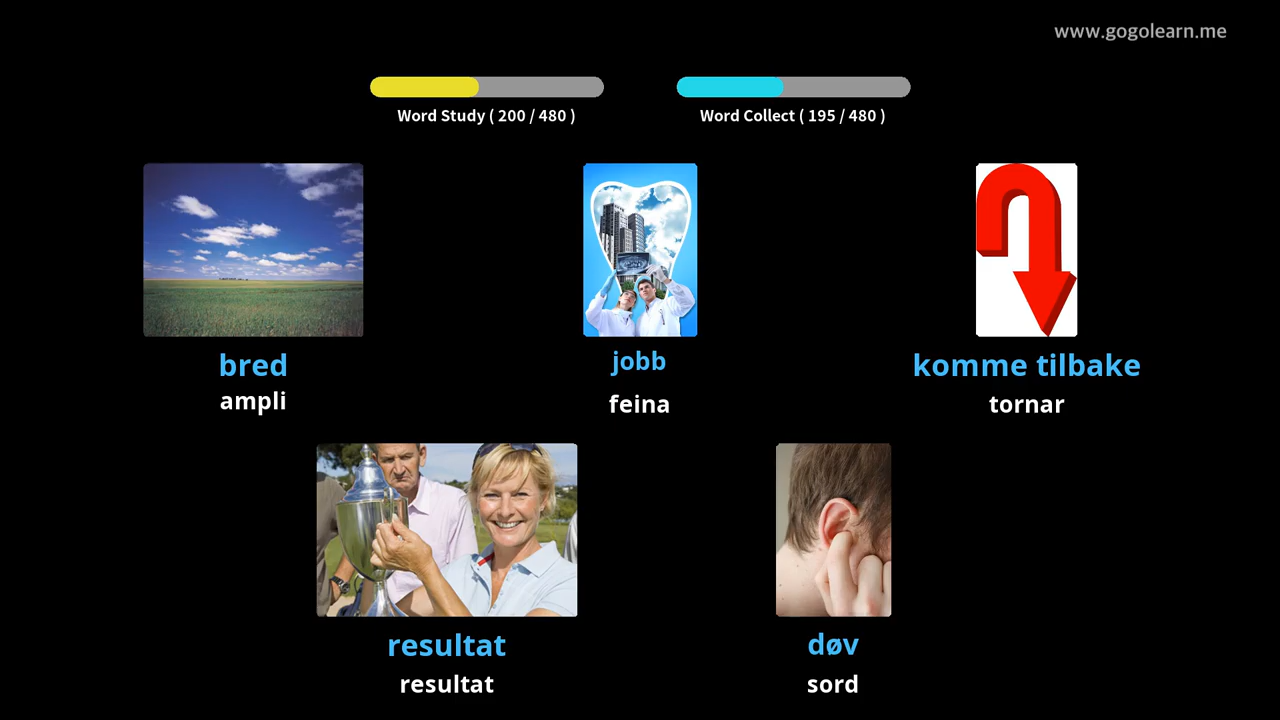 www.gogolearn.me
Word Study ( 200 / 480 )
Word Collect ( 195 / 480 )
bred
ampli
jobb
feina
komme tilbake
tornar
resultat
resultat
døv
sord